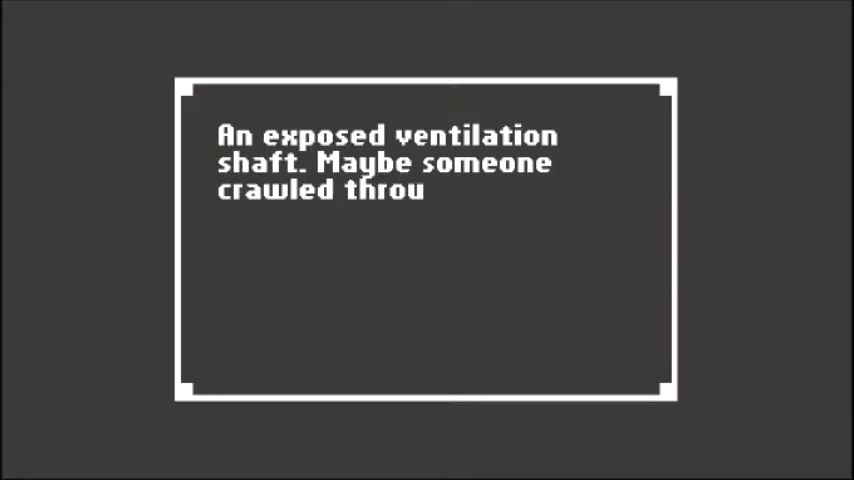 An exposed ventilation
shaft. Maybe someone
crawled throu